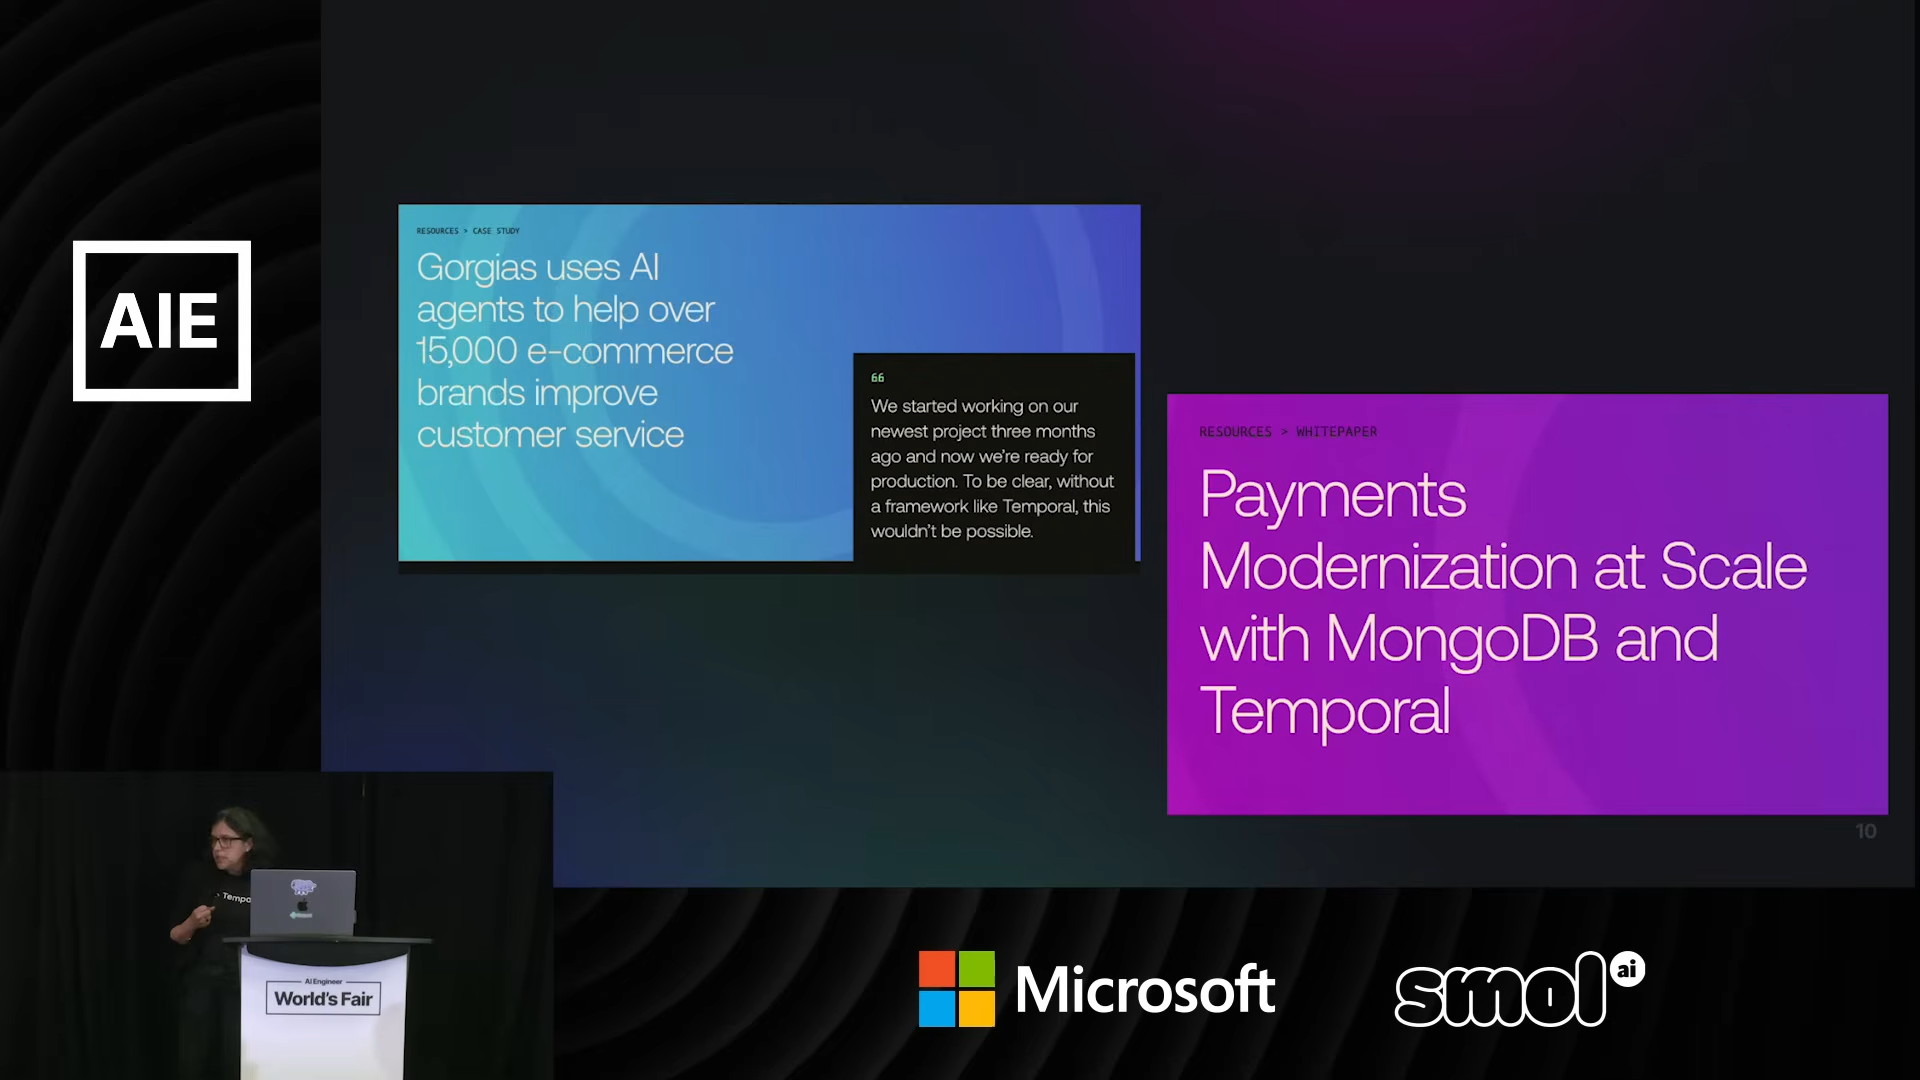 AIE
RESOURCES > CASE STUDY
Gorgias uses AI
agents to help over
15,000 e-commerce
brands improve
customer service
We started working on our
newest project three months
ago and now we're ready for
production. To be clear, without
a framework like Temporal, this
wouldn't be possible.
RESOURCES > WHITEPAPER
Payments
Modernization at Scale
with MongoDB and
Temporal
10
Tempo
AI Engineer
World's Fair
Microsoft
smol ai